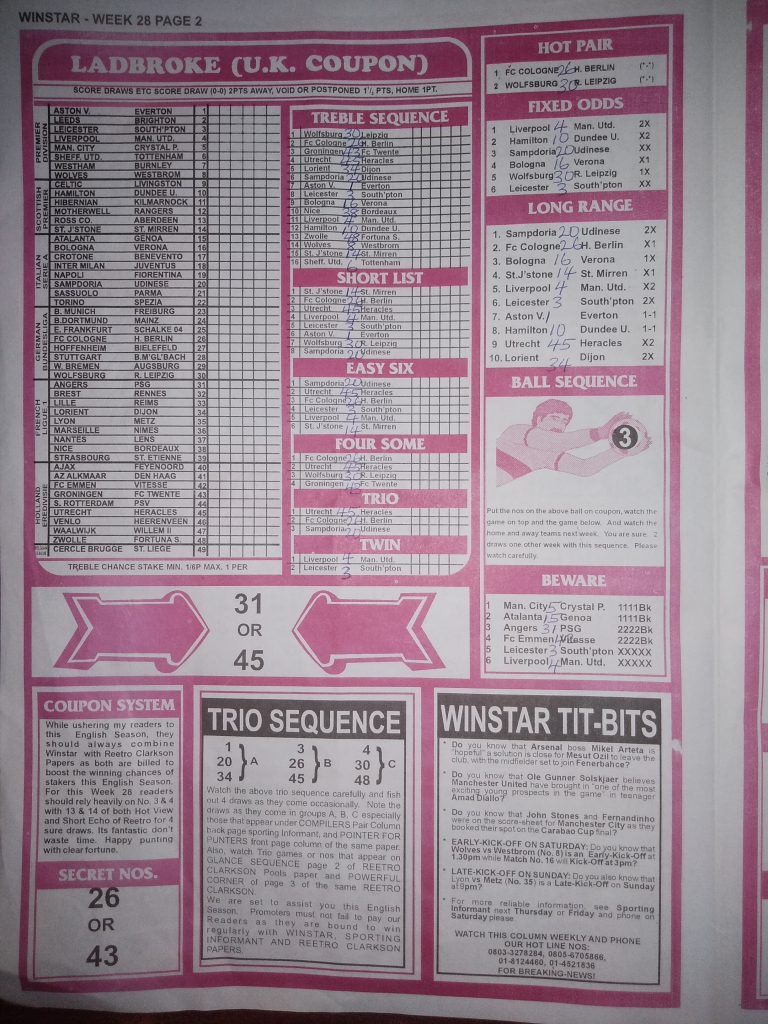 WINSTAR - WEEK 28 PAGE 2
LADBROKE (U.K. COUPON)
SCORE DRAWS ETC SCORE DRAW (0-0) 2PTS AWAY, VOID OR POSTPONED 1½ PTS, HOME 1PT.
PREMIER DIVISION
ASTON V. EVERTON 1
LEEDS BRIGHTON 2
LEICESTER SOUTH'PTON 3
LIVERPOOL MAN. UTD. 4
MAN. CITY CRYSTAL P. 5
SHEFF. UTD. TOTTENHAM 6
WESTHAM BURNLEY 7
WOLVES WESTBROM 8
SCOTTISH PREMIER
CELTIC LIVINGSTON 9
HAMILTON DUNDEE U. 10
HIBERNIAN KILMARNOCK 11
MOTHERWELL RANGERS 12
ROSS CO. ABERDEEN 13
ST. J'STONE ST. MIRREN 14
ITALIAN SERIE A
ATALANTA GENOA 15
BOLOGNA VERONA 16
CROTONE BENEVENTO 17
INTER MILAN JUVENTUS 18
NAPOLI FIORENTINA 19
SAMPDORIA UDINESE 20
SASSUOLO PARMA 21
TORINO SPEZIA 22
GERMAN BUNDESLIGA
B. MUNICH FREIBURG 23
B.DORTMUND MAINZ 24
E. FRANKFURT SCHALKE 04 25
FC COLOGNE H. BERLIN 26
HOFFENHEIM BIELEFELD 27
STUTTGART B.M'GL'BACH 28
W. BREMEN AUGSBURG 29
WOLFSBURG R. LEIPZIG 30
FRENCH LIGUE 1
ANGERS PSG 31
BREST RENNES 32
LILLE REIMS 33
LORIENT DIJON 34
LYON METZ 35
MARSEILLE NIMES 36
NANTES LENS 37
NICE BORDEAUX 38
STRASBOURG ST. ETIENNE 39
HOLLAND EREDIVISIE
AJAX FEYENOORD 40
AZ ALKMAAR DEN HAAG 41
FC EMMEN VITESSE 42
GRONINGEN FC TWENTE 43
S. ROTTERDAM PSV 44
UTRECHT HERACLES 45
VENLO HEERENVEEN 46
WAALWIJK WILLEM II 47
ZWOLLE FORTUNA S. 48
CERCLE BRUGGE ST. LIEGE 49
TREBLE CHANCE STAKE MIN. 1/6P MAX. 1 PER
TREBLE SEQUENCE
1 Wolfsburg 30 Leipzig
2 Fc Cologne 26 H. Berlin
3 Groningen 43 Fc Twente
4 Utrecht 45 Heracles
5 Lorient 34 Dijon
6 Sampdoria 20 Udinese
7 Aston V. 1 Everton
8 Leicester 3 South'pton
9 Bologna 16 Verona
10 Nice 38 Bordeaux
11 Liverpool 4 Man. Utd.
12 Hamilton 10 Dundee U.
13 Zwolle 48 Fortuna S.
14 Wolves 8 Westbrom
15 St. J'stone 14 St. Mirren
16 Sheff. Utd. 6 Tottenham
SHORT LIST
1 St. J'stone 14 St. Mirren
2 Fc Cologne 26 H. Berlin
3 Utrecht 45 Heracles
4 Liverpool 4 Man. Utd.
5 Leicester 3 South'pton
6 Aston V. 1 Everton
7 Wolfsburg 30 R. Leipzig
8 Sampdoria 20 Udinese
EASY SIX
1 Sampdoria 20 Udinese
2 Utrecht 45 Heracles
3 Fc Cologne 26 H. Berlin
4 Leicester 3 South'pton
5 Liverpool 4 Man. Utd.
6 St. J'stone 14 St. Mirren
FOUR SOME
1 Fc Cologne 26 H. Berlin
2 Utrecht 45 Heracles
3 Wolfsburg 30 R. Leipzig
4 Groningen 43 Fc Twente
TRIO
1 Utrecht 45 Heracles
2 Fc Cologne 26 H. Berlin
3 Sampdoria 20 Udinese
TWIN
1 Liverpool 4 Man. Utd.
2 Leicester 3 South'pton
HOT PAIR
1 FC COLOGNE 26 H. BERLIN (*-*)
2 WOLFSBURG 30 R. LEIPZIG (*-*)
FIXED ODDS
1 Liverpool 4 Man. Utd. 2X
2 Hamilton 10 Dundee U. X2
3 Sampdoria 20 Udinese XX
4 Bologna 16 Verona X1
5 Wolfsburg 30 R. Leipzig 1X
6 Leicester 3 South'pton XX
LONG RANGE
1. Sampdoria 20 Udinese 2X
2. Fc Cologne 26 H. Berlin X1
3. Bologna 16 Verona 1X
4. St.J'stone 14 St. Mirren X1
5. Liverpool 4 Man. Utd. X2
6. Leicester 3 South'pton 2X
7. Aston V. 1 Everton 1-1
8. Hamilton 10 Dundee U. 1-1
9 Utrecht 45 Heracles X2
10. Lorient 34 Dijon 2X
BALL SEQUENCE
3
Put the nos on the above ball on coupon, watch the
game on top and the game below. And watch the
home and away teams next week. You are sure 2
draws one other week with this sequence. Please
watch carefully.
BEWARE
1 Man. City 5 Crystal P. 1111Bk
2 Atalanta 15 Genoa 1111Bk
3 Angers 31 PSG 2222Bk
4 Fc Emmen 42 Vitesse 2222Bk
5 Leicester 3 South'pton XXXXX
6 Liverpool 4 Man. Utd. XXXXX
31
OR
45
COUPON SYSTEM
While ushering my readers to
this English Season, they
should always combine
Winstar with Reetro Clarkson
Papers as both are billed to
boost the winning chances of
stakes this English Season.
For this Week 28 readers
should rely heavily on No. 3 & 4
with 13 & 14 of both Hot View
and Short Echo of Reetro for 4
sure draws. Its fantastic don't
waste time. Happy punting
with clear fortune.
SECRET NOS.
26
OR
43
TRIO SEQUENCE
1 3 4
20 A 26 B 30 C
34 45 48
Watch the above trio sequence carefully and fish
out 4 draws as they come occasionally. Note the
draws as they come in groups A, B, C especially
those that appear under COMPILERS Pair Column
back page sporting Informant, and POINTER FOR
PUNTERS front page column of the same paper.
Also, watch Trio games or nos that appear on
GLANCE SEQUENCE page 2 of REETRO
CLARKSON Pools paper and POWERFUL
CORNER of page 3 of the same REETRO
CLARKSON.
We are set to assist you this English
Season. Promoters must not fail to pay our
Readers as they are bound to win
regularly with WINSTAR, SPORTING
INFORMANT AND REETRO CLARKSON
PAPERS.
WINSTAR TIT-BITS
Do you know that Arsenal boss Mikel Arteta is
"hopeful" a solution is close for Mesut Ozil to leave the
club, with the midfielder set to join Fenerbahce?
Do you know that Ole Gunner Solskjaer believes
Manchester United have brought in "one of the most
exciting young prospects in the game" in teenager
Amad Diallo?
Do you know that John Stones and Fernandinho
were on the score-sheet for Manchester City as they
booked their spot on the Carabao Cup final?
EARLY-KICK-OFF ON SATURDAY: Do you know that
Wolves vs Westbrom (No. 8) is an Early-Kick-Off at
1.30pm while Match No. 16 will Kick-Off at 3pm?
LATE-KICK-OFF ON SUNDAY: Do you also know that
Lyon vs Metz (No. 35) is a Late-Kick-Off on Sunday
at 9pm?
For more reliable information, see Sporting
Informant next Thursday or Friday and phone on
Saturday please
WATCH THIS COLUMN WEEKLY AND PHONE
OUR HOT LINE NOS:
0803-3278284, 0805-6705866,
01-8124460, 01-4521836
FOR BREAKING-NEWS!